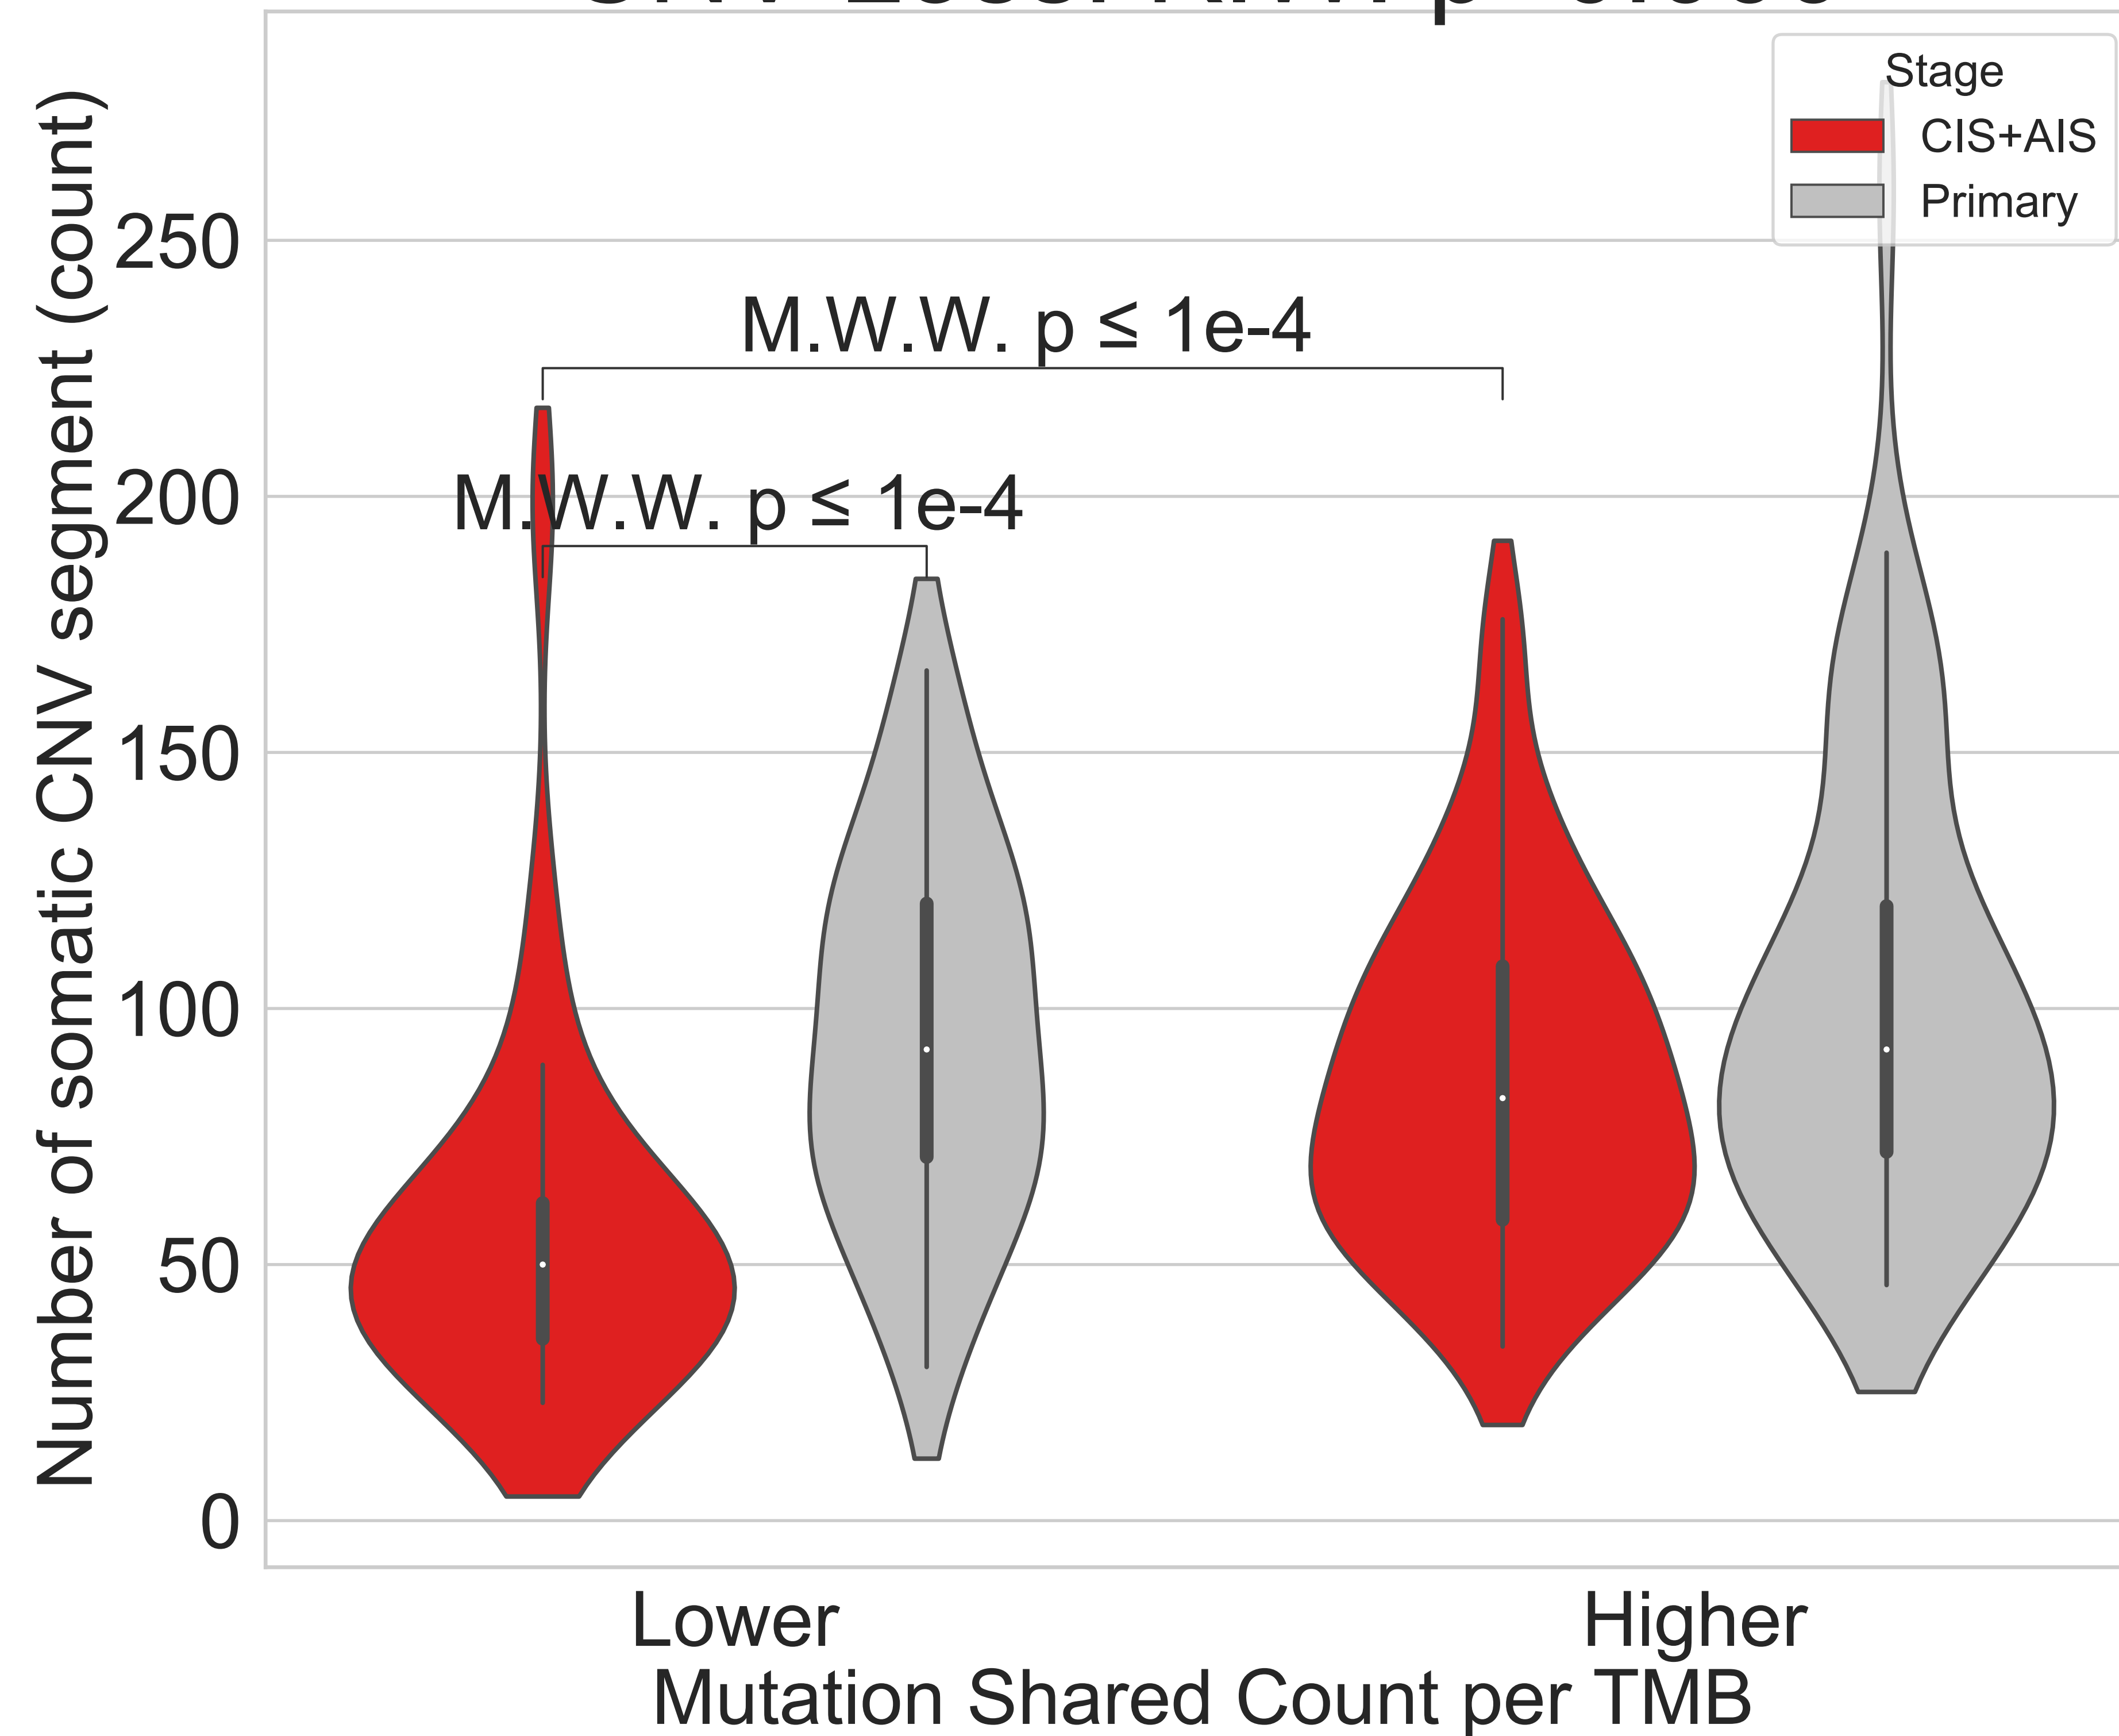 Stage
CIS+AIS
Primary
Number of somatic CNV segment (count)
250
200
150
100
50
0
M.W.W. p ≤ 1e-4
M.W.W. p ≤ 1e-4
Lower
Higher
Mutation Shared Count per TMB